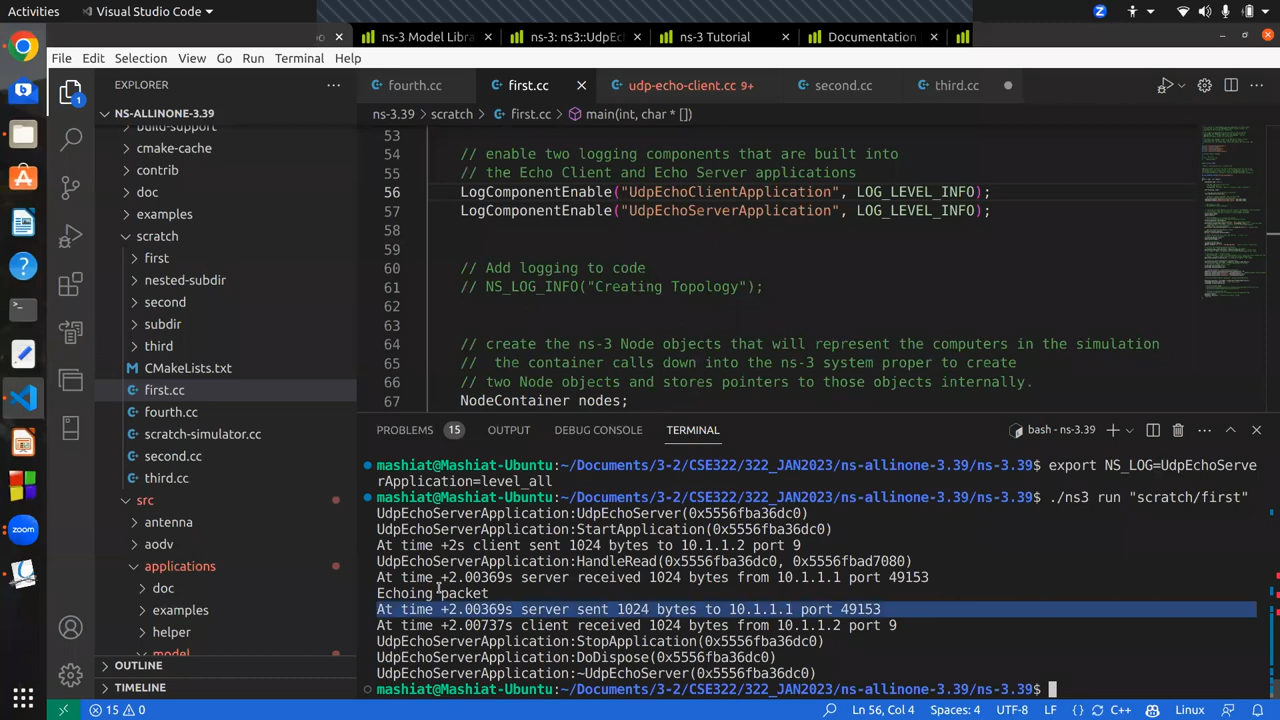 Activities
Visual Studio Code
ns-3 Model Libra
ns-3: ns3::UdpEc
ns-3 Tutorial
Documentation
File Edit Selection View Go Run Terminal Help
EXPLORER
fourth.cc
first.cc
udp-echo-client.cc 9+
second.cc
third.cc
NS-ALLINONE-3.39
ns-3.39 > scratch > first.cc > main(int, char * [])
build-support
cmake-cache
contrib
doc
examples
scratch
first
nested-subdir
second
subdir
third
CMakeLists.txt
first.cc
fourth.cc
scratch-simulator.cc
second.cc
third.cc
src
antenna
aodv
applications
doc
examples
helper
model
OUTLINE
TIMELINE
53
54 // enable two logging components that are built into
55 // the Echo Client and Echo Server applications
56 LogComponentEnable("UdpEchoClientApplication", LOG_LEVEL_INFO);
57 LogComponentEnable("UdpEchoServerApplication", LOG_LEVEL_INFO);
58
59
60 // Add logging to code
61 // NS_LOG_INFO("Creating Topology");
62
63
64 // create the ns-3 Node objects that will represent the computers in the simulation
65 // the container calls down into the ns-3 system proper to create
66 // two Node objects and stores pointers to those objects internally.
67 NodeContainer nodes;
PROBLEMS 15 OUTPUT DEBUG CONSOLE TERMINAL
bash - ns-3.39
mashiat@Mashiat-Ubuntu:~/Documents/3-2/CSE322/322_JAN2023/ns-allinone-3.39/ns-3.39$ export NS_LOG=UdpEchoServe
rApplication=level_all
mashiat@Mashiat-Ubuntu:~/Documents/3-2/CSE322/322_JAN2023/ns-allinone-3.39/ns-3.39$ ./ns3 run "scratch/first"
UdpEchoServerApplication:UdpEchoServer(0x5556fba36dc0)
UdpEchoServerApplication:StartApplication(0x5556fba36dc0)
At time +2s client sent 1024 bytes to 10.1.1.2 port 9
UdpEchoServerApplication:HandleRead(0x5556fba36dc0, 0x5556fbad7080)
At time +2.00369s server received 1024 bytes from 10.1.1.1 port 49153
Echoing packet
At time +2.00369s server sent 1024 bytes to 10.1.1.1 port 49153
At time +2.00737s client received 1024 bytes from 10.1.1.2 port 9
UdpEchoServerApplication:StopApplication(0x5556fba36dc0)
UdpEchoServerApplication:DoDispose(0x5556fba36dc0)
UdpEchoServerApplication:~UdpEchoServer(0x5556fba36dc0)
mashiat@Mashiat-Ubuntu:~/Documents/3-2/CSE322/322_JAN2023/ns-allinone-3.39/ns-3.39$
15 0
Ln 56, Col 4 Spaces: 4 UTF-8 LF {} C++ Linux
zoom